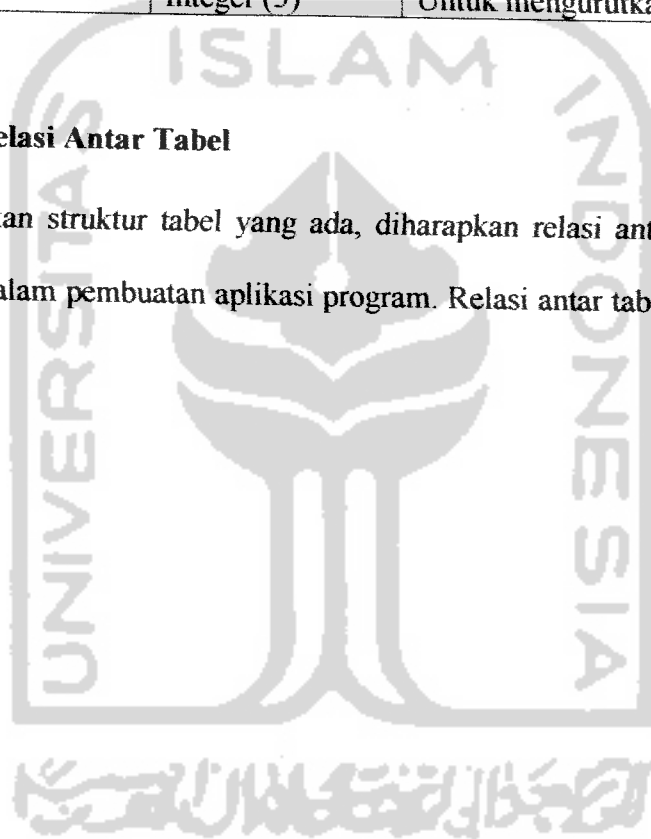 Integer (5) Untuk mengurutka
ISLAM
elasi Antar Tabel
kan struktur tabel yang ada, diharapkan relasi ant
alam pembuatan aplikasi program. Relasi antar tab
UNIVERSITAS
INDONESIA